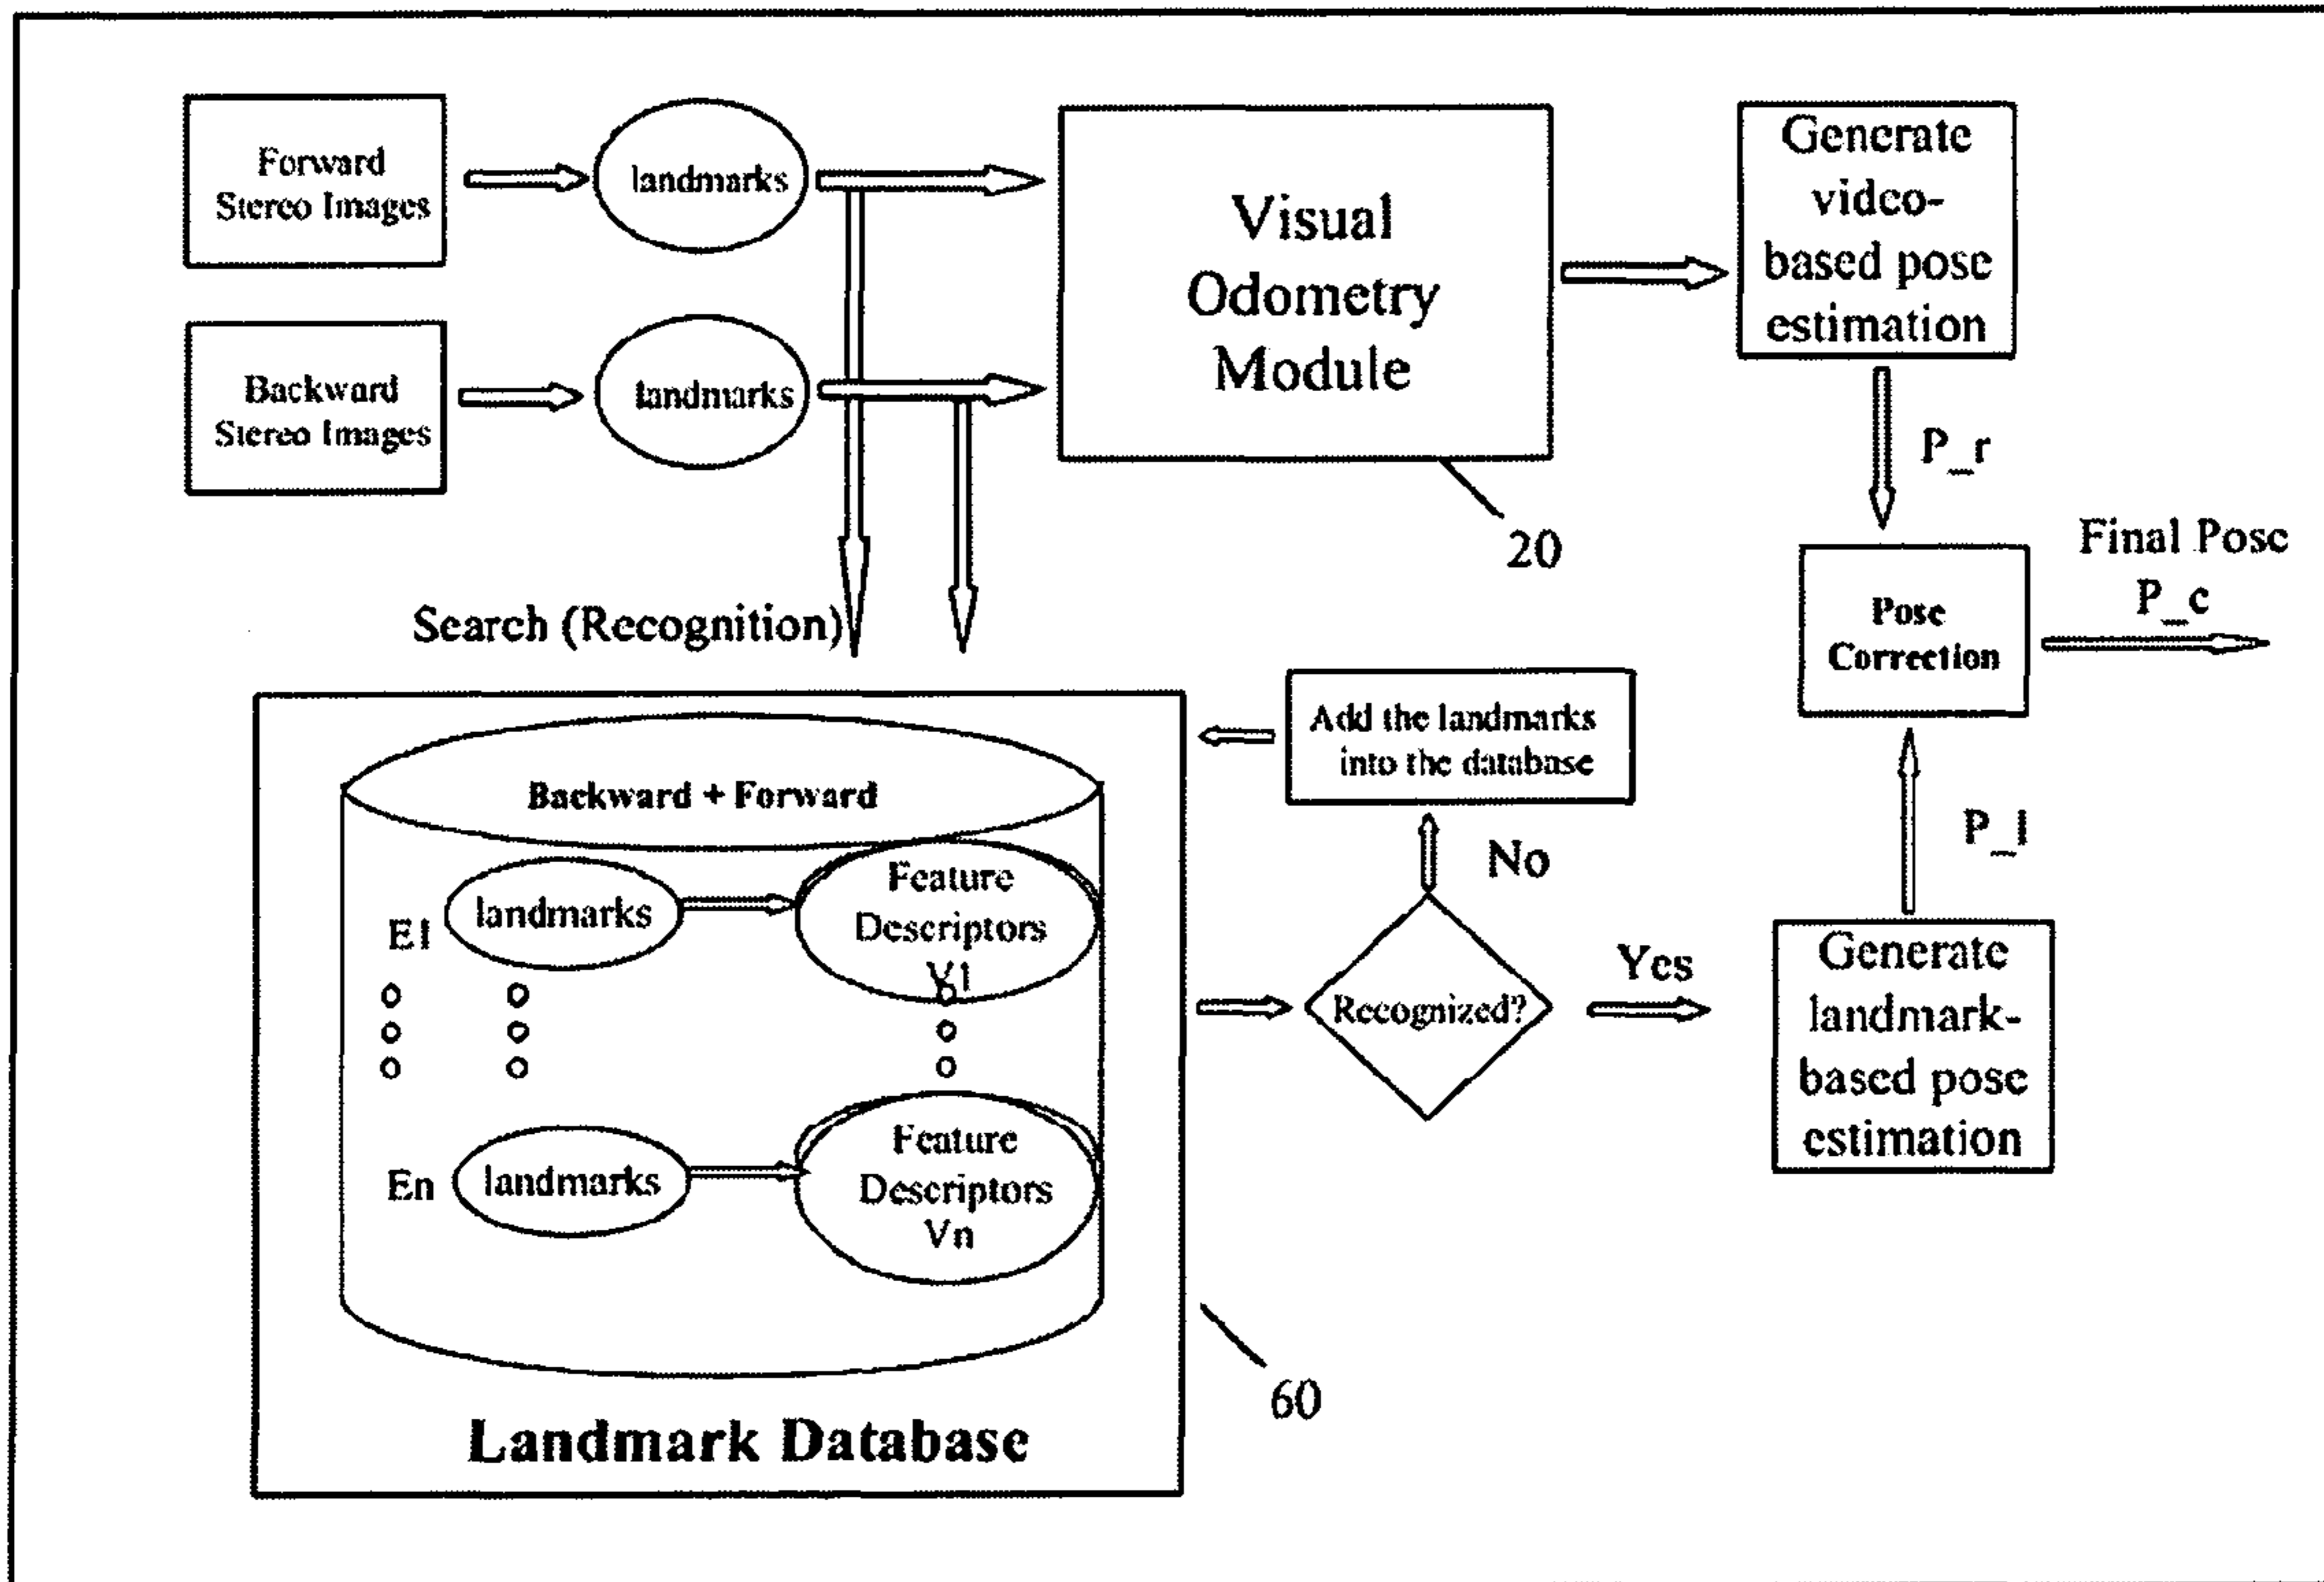 Forward
Stereo Images
landmarks
Visual
Odometry
Module
Generate
video-
based pose
estimation
Backward
Stereo Images
landmarks
P_r
20
Final Pose
P_c
Search (Recognition)
Pose
Correction
Add the landmarks
into the database
Backward + Forward
P_l
No
E1
landmarks
Feature
Descriptors
V1
Yes
Recognized?
Generate
landmark-
based pose
estimation
En
landmarks
Feature
Descriptors
Vn
60
Landmark Database